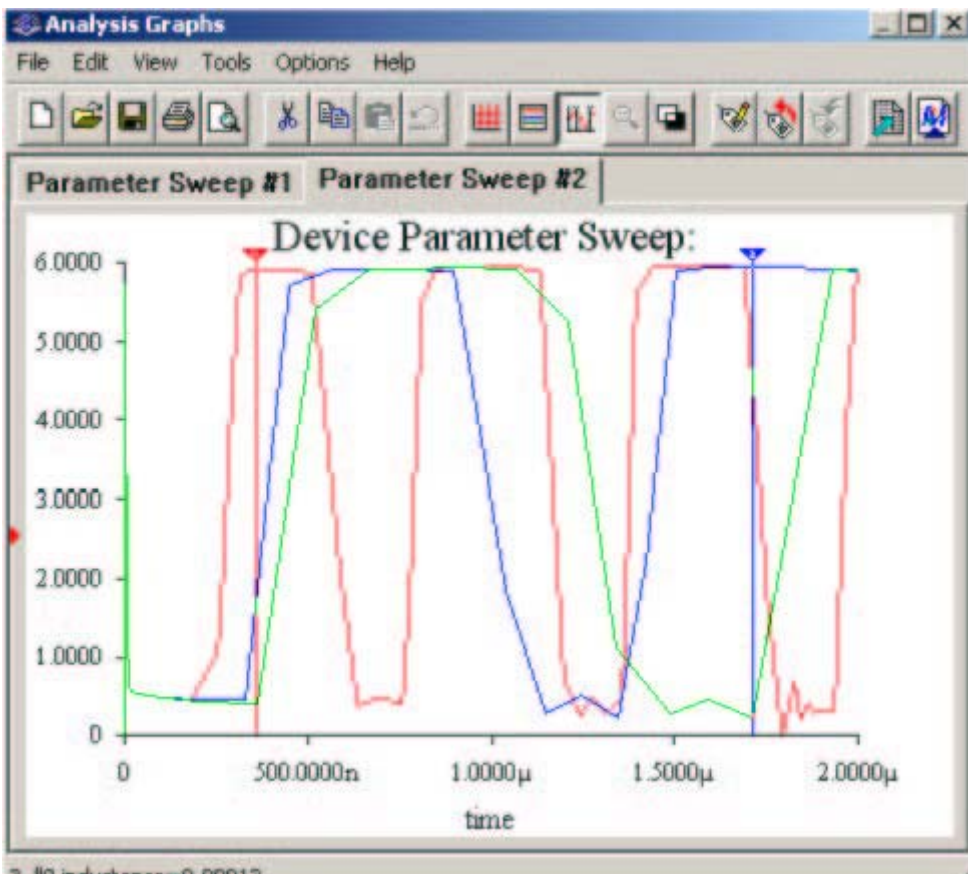 Analysis Graphs
File Edit View Tools Options Help
Parameter Sweep #1 Parameter Sweep #2
Device Parameter Sweep:
6.0000
5.0000
4.0000
3.0000
2.0000
1.0000
0
0 500.0000n 1.0000µ 1.5000µ 2.0000µ
time